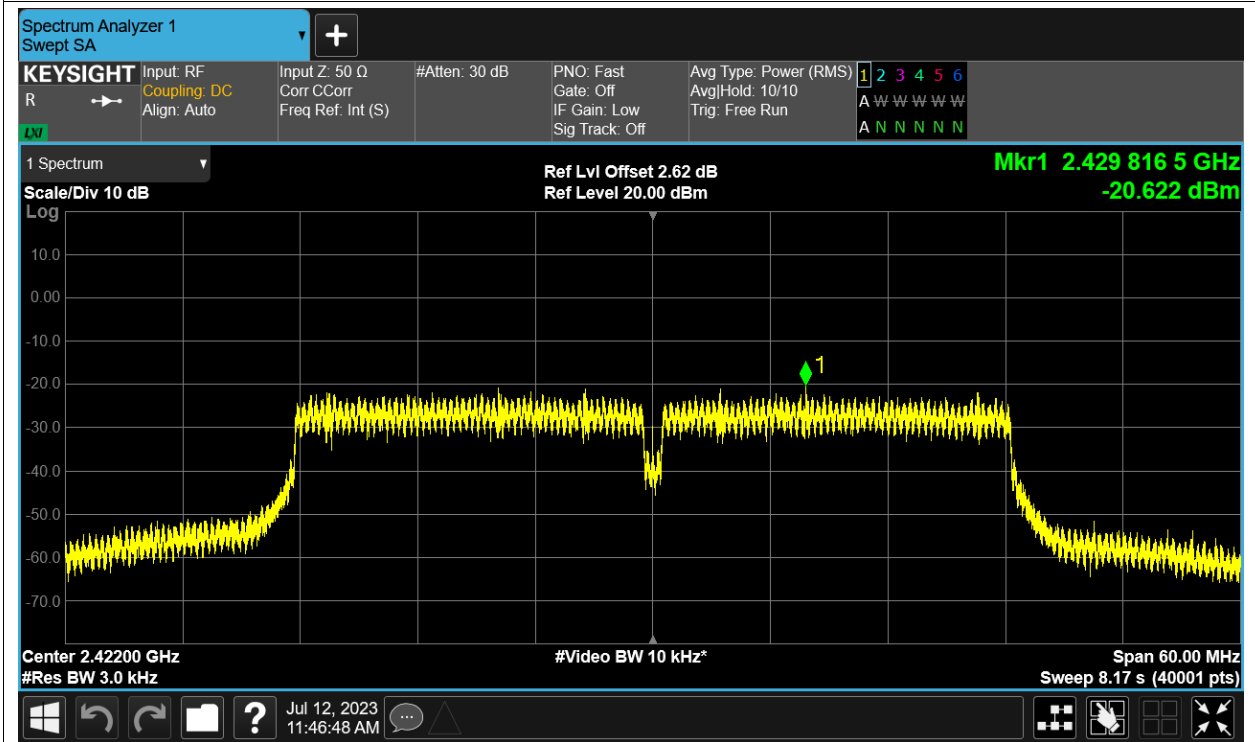 Spectrum Analyzer 1
Swept SA
+
KEYSIGHT Input: RF Input Z: 50 Ω #Atten: 30 dB PNO: Fast Avg Type: Power (RMS) 1 2 3 4 5 6
R Coupling: DC Corr CCorr Gate: Off Avg|Hold: 10/10 A W W W W W
Align: Auto Freq Ref: Int (S) IF Gain: Low Trig: Free Run
LXI Sig Track: Off A N N N N N
1 Spectrum Ref Lvl Offset 2.62 dB Mkr1 2.429 816 5 GHz
Scale/Div 10 dB Ref Level 20.00 dBm -20.622 dBm
Log
10.0
0.00
-10.0
1
-20.0
-30.0
-40.0
-50.0
-60.0
-70.0
Center 2.42200 GHz #Video BW 10 kHz* Span 60.00 MHz
#Res BW 3.0 kHz Sweep 8.17 s (40001 pts)
? Jul 12, 2023
11:46:48 AM